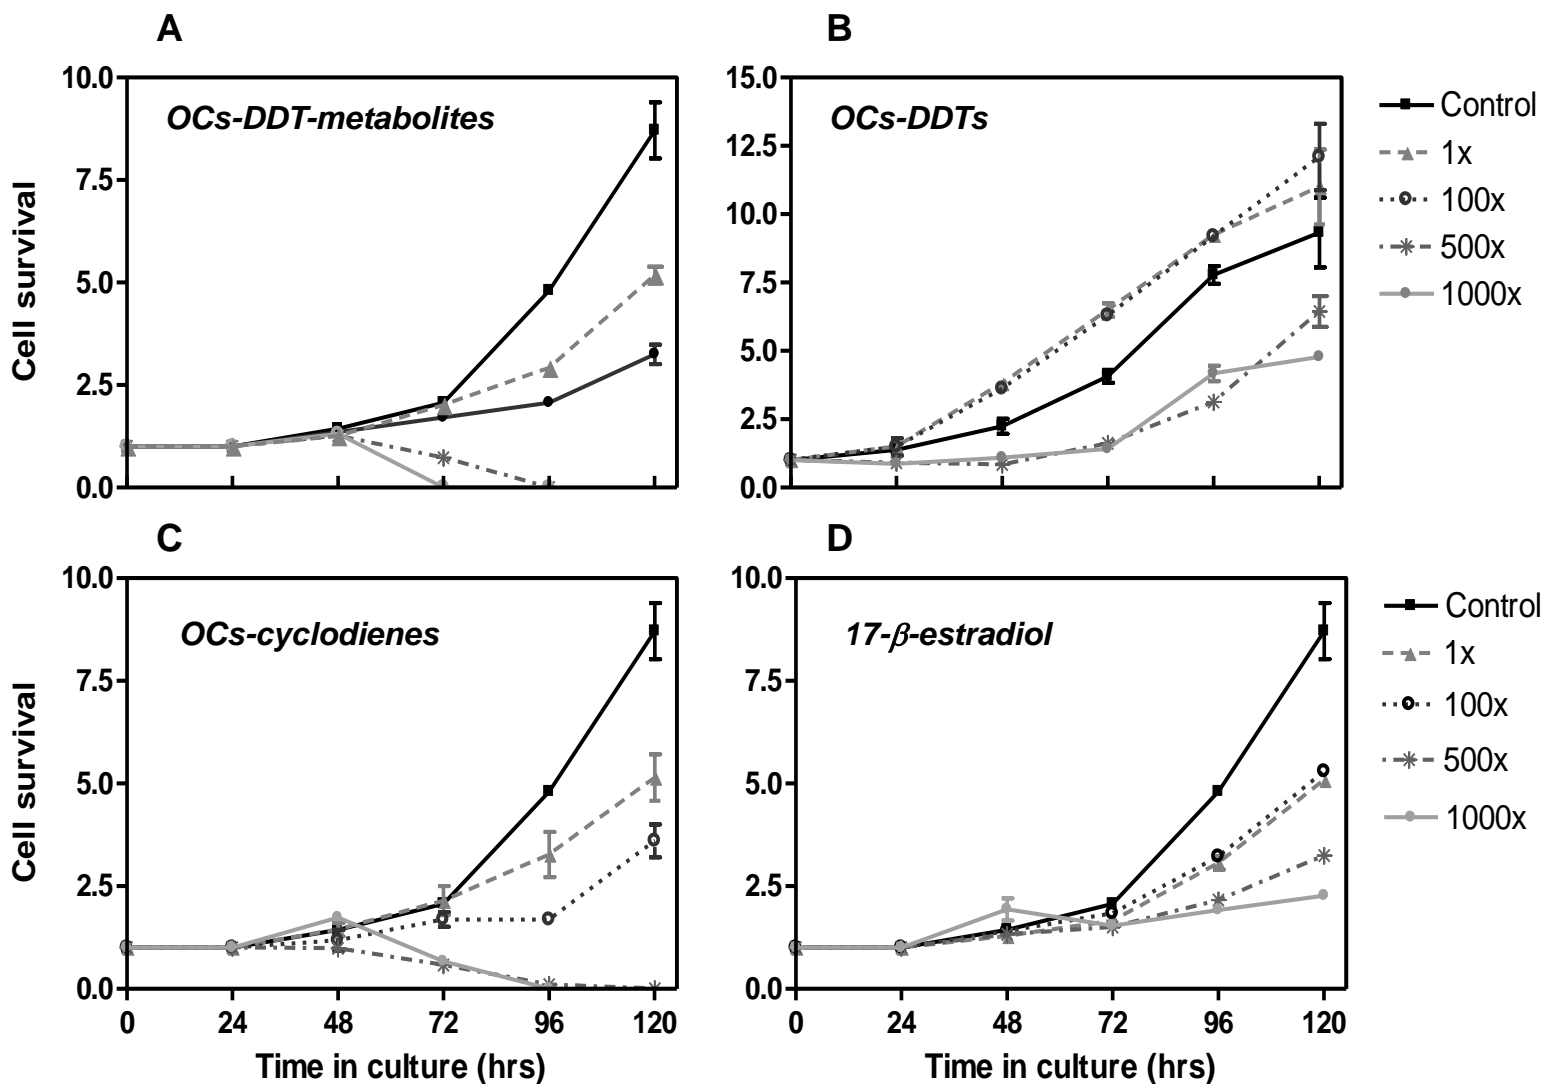 A
B
10.0
7.5
5.0
2.5
0.0
Cell survival
OCs-DDT-metabolites
15.0
12.5
10.0
7.5
5.0
2.5
0.0
OCs-DDTs
Control
1x
100x
500x
1000x
C
D
10.0
7.5
5.0
2.5
0.0
Cell survival
OCs-cyclodienes
0 24 48 72 96 120
Time in culture (hrs)
10.0
7.5
5.0
2.5
0.0
17-β-estradiol
0 24 48 72 96 120
Time in culture (hrs)
Control
1x
100x
500x
1000x